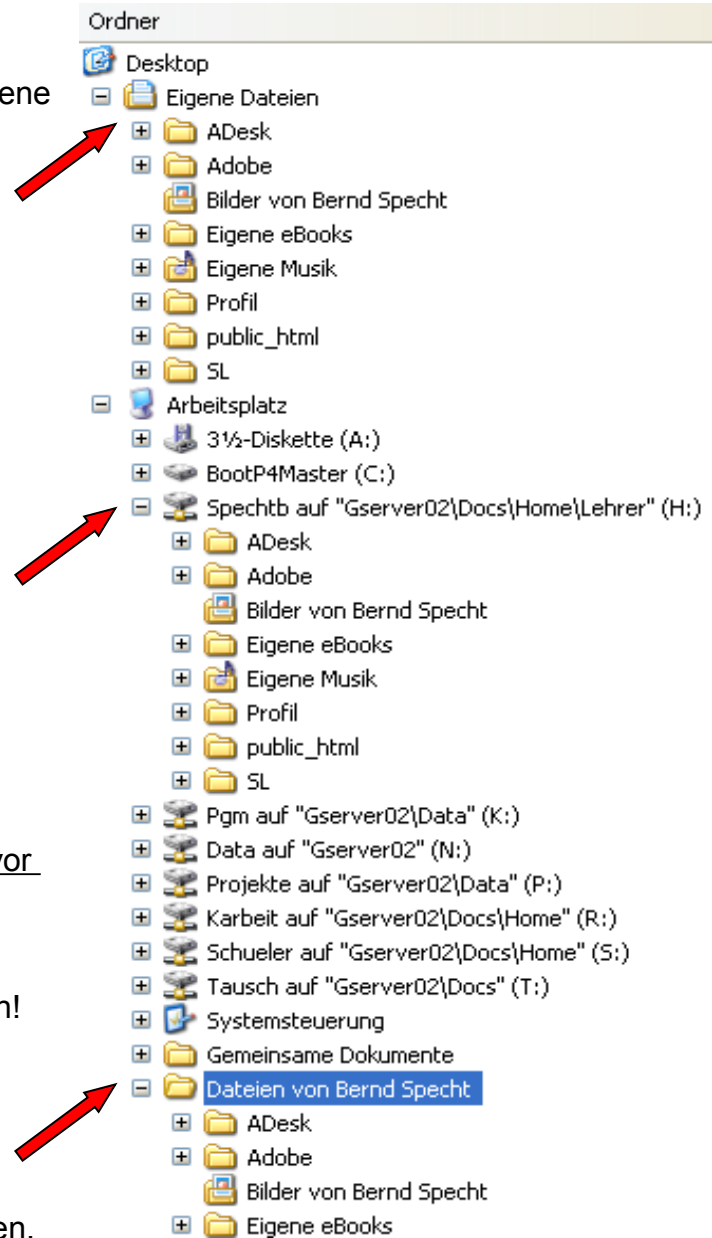 Ordner
Desktop
ene
Eigene Dateien
ADesk
Adobe
Bilder von Bernd Specht
Eigene eBooks
Eigene Musik
Profil
public_html
SL
Arbeitsplatz
3½-Diskette (A:)
BootP4Master (C:)
Spechtb auf "Gserver02\Docs\Home\Lehrer" (H:)
ADesk
Adobe
Bilder von Bernd Specht
Eigene eBooks
Eigene Musik
Profil
public_html
SL
Pgm auf "Gserver02\Data" (K:)
vor
Data auf "Gserver02" (N:)
Projekte auf "Gserver02\Data" (P:)
Karbeit auf "Gserver02\Docs\Home" (R:)
Schueler auf "Gserver02\Docs\Home" (S:)
Tausch auf "Gserver02\Docs" (T:)
n!
Systemsteuerung
Gemeinsame Dokumente
Dateien von Bernd Specht
ADesk
Adobe
Bilder von Bernd Specht
en.
Eigene eBooks